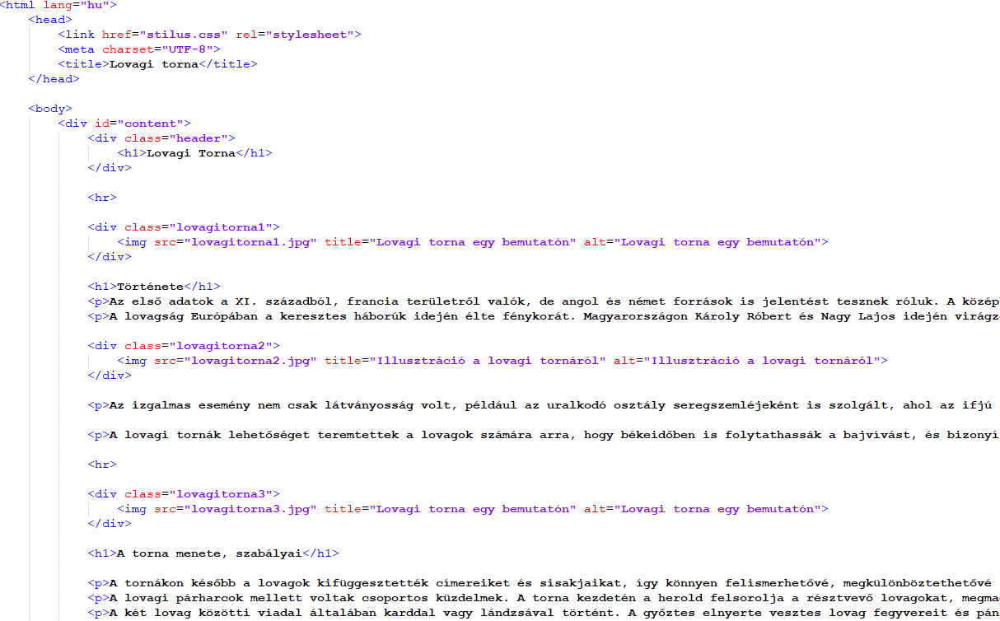 <html lang="hu">
<head>
<link href="stilus.css" rel="stylesheet">
<meta charset="UTF-8">
<title>Lovagi torna</title>
</head>
<body>
<div id="content">
<div class="header">
<h1>Lovagi Torna</h1>
</div>
<hr>
<div class="lovagitorna1">
<img src="lovagitorna1.jpg" title="Lovagi torna egy bemutatón" alt="Lovagi torna egy bemutatón">
</div>
<h1>Története</h1>
<p>Az első adatok a XI. századból, francia területről valók, de angol és német források is jelentést tesznek róluk. A közép
<p>A lovagság Európában a keresztes háborúk idején élte fénykorát. Magyarországon Károly Róbert és Nagy Lajos idején virágz
<div class="lovagitorna2">
<img src="lovagitorna2.jpg" title="Illusztráció a lovagi tornáról" alt="Illusztráció a lovagi tornáról">
</div>
<p>Az izgalmas esemény nem csak látványosság volt, például az uralkodó osztály seregszemléjeként is szolgált, ahol az ifjú
<p>A lovagi tornák lehetőséget teremtettek a lovagok számára arra, hogy békeidőben is folytathassák a bajvívást, és bizonyí
<hr>
<div class="lovagitorna3">
<img src="lovagitorna3.jpg" title="Lovagi torna egy bemutatón" alt="Lovagi torna egy bemutatón">
</div>
<h1>A torna menete, szabályai</h1>
<p>A tornákon később a lovagok kifüggesztették címereiket és sisakjaikat, így könnyen felismerhetővé, megkülönböztethetővé
<p>A lovagi párharcok mellett voltak csoportos küzdelmek. A torna kezdetén a herold felsorolja a résztvevő lovagokat, megma
<p>A két lovag közötti viadal általában karddal vagy lándzsával történt. A győztes elnyerte vesztes lovag fegyvereit és pán